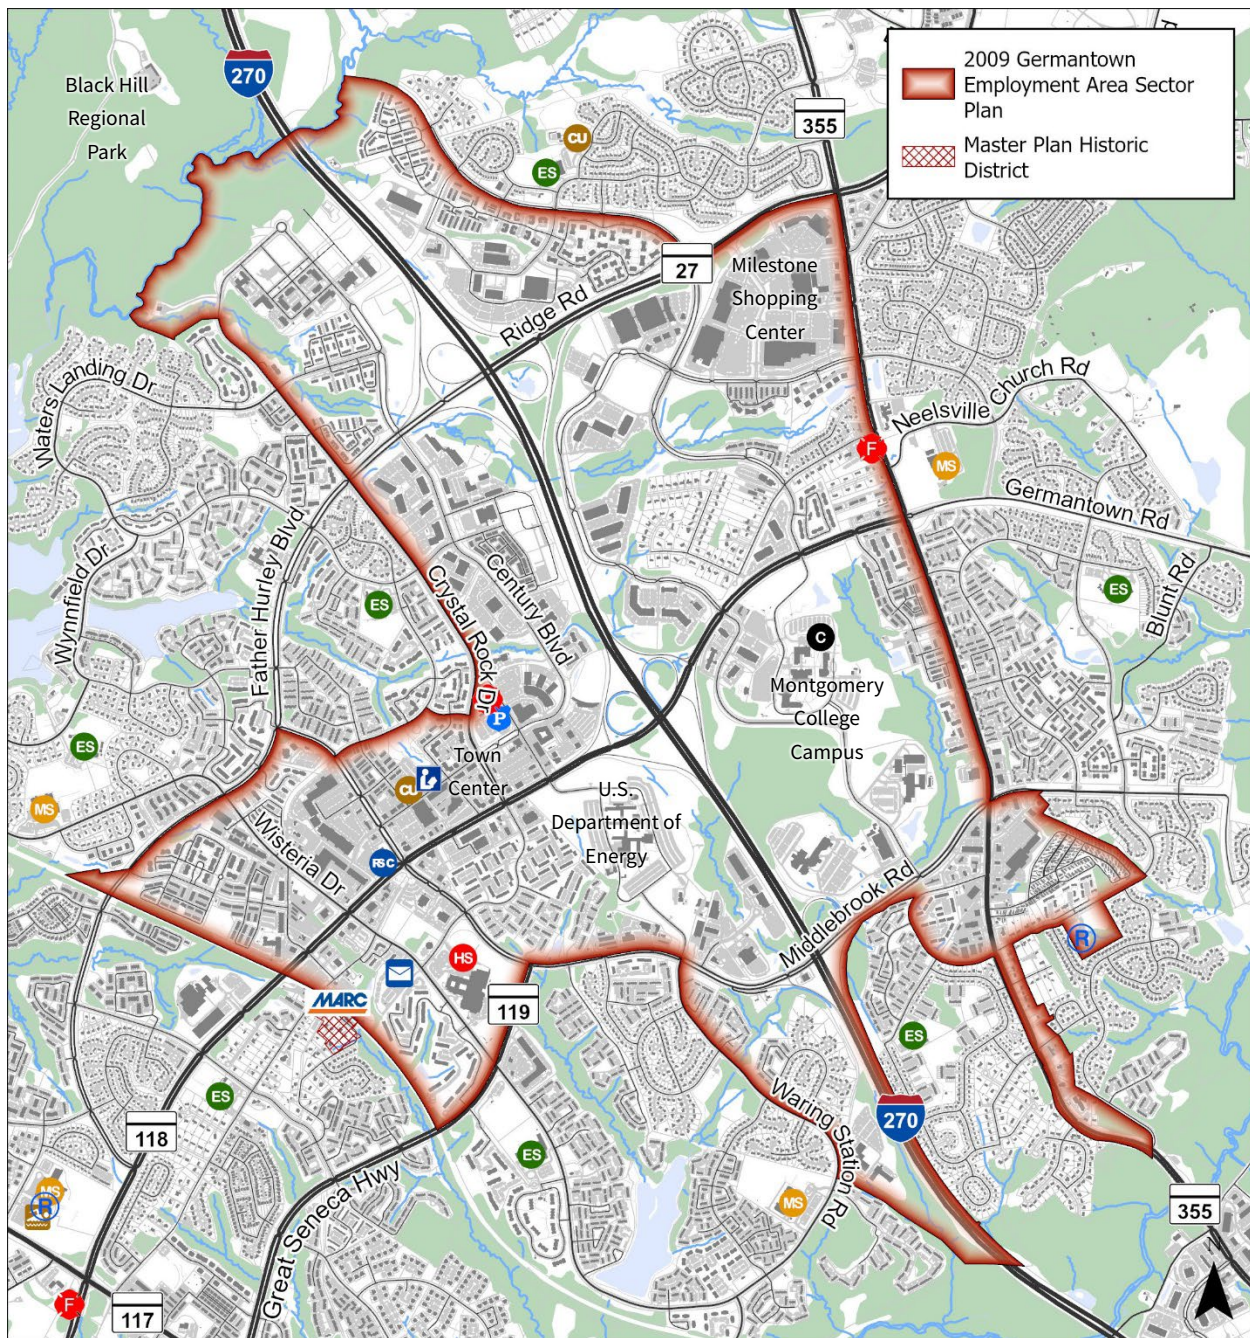 2009 Germantown
Employment Area Sector
Plan
Master Plan Historic
District
Black Hill
Regional
Park
270
355
CU
ES
27
Milestone
Shopping
Center
Ridge Rd
Waters Landing Dr
Neelsville Church Rd
F
MS
Germantown Rd
Wynnfield Dr
Father Hurley Blvd
Crystal Rock Dr
Century Blvd
ES
ES
Blunt Rd
C
Montgomery
College
Campus
P
Town
Center
CU
ES
MS
U.S.
Department of
Energy
Wisteria Dr
RSC
Middlebrook Rd
R
HS
119
MARC
ES
ES
Waring Station Rd
270
118
ES
MS
MS
R
Great Seneca Hwy
355
N
F
117